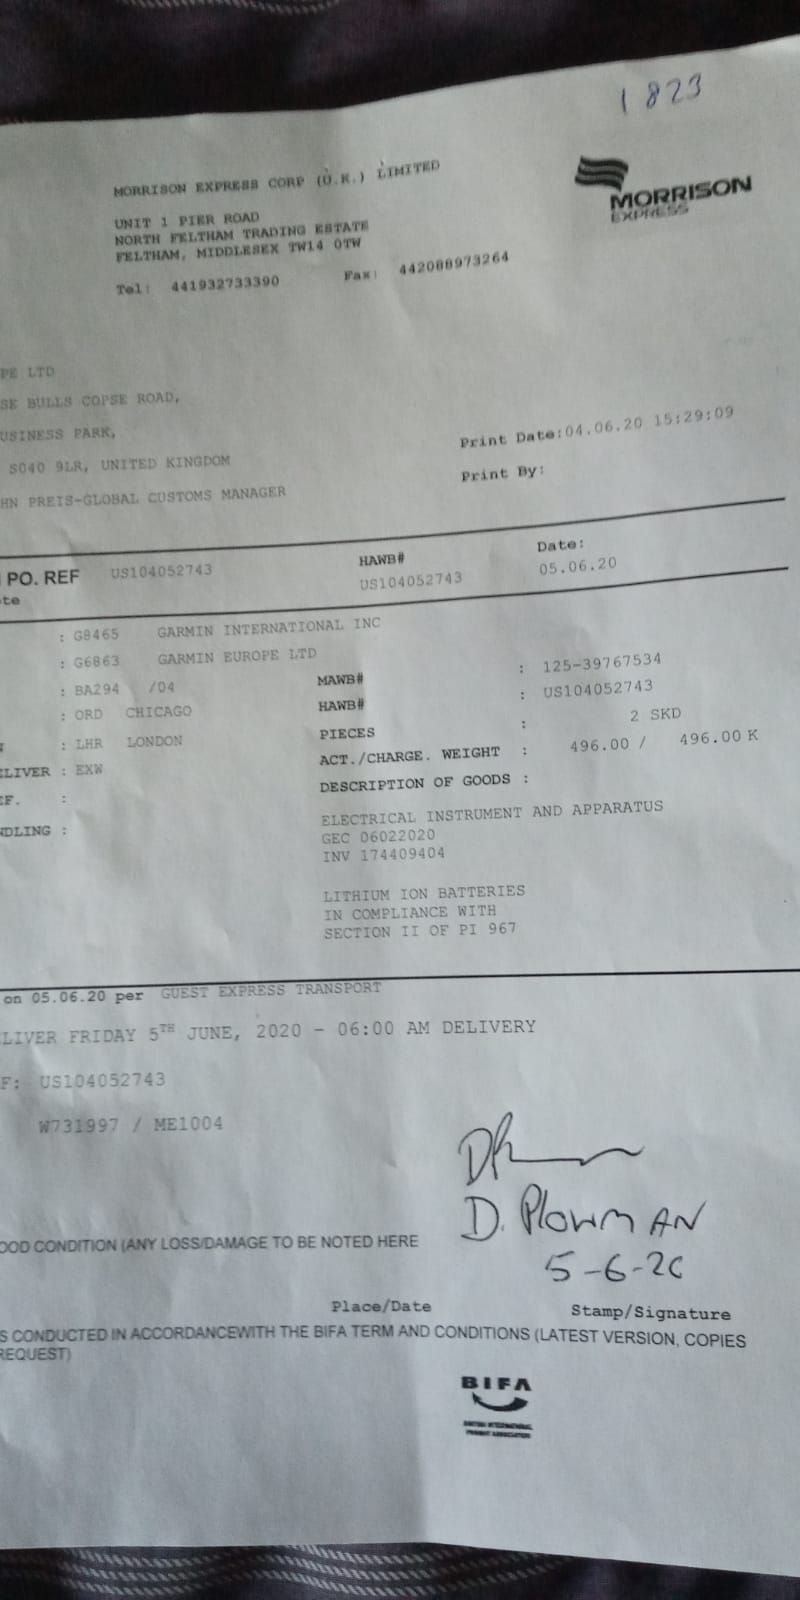 1823
MORRISON EXPRESS CORP (U.K.) LIMITED
MORRISON
EXPRESS
UNIT 1 PIER ROAD
NORTH FELTHAM TRADING ESTATE
FELTHAM, MIDDLESEX TW14 0TW
Tel: 441932733390 Fax: 442088973264
PE LTD
SE BULLS COPSE ROAD,
USINESS PARK,
SO40 9LR, UNITED KINGDOM
HN PREIS-GLOBAL CUSTOMS MANAGER
Print Date:04.06.20 15:29:09
Print By:
PO. REF US104052743 HAWB# Date:
te US104052743 05.06.20
: G8465 GARMIN INTERNATIONAL INC
: G6863 GARMIN EUROPE LTD
: BA294 /04 MAWB# : 125-39767534
: ORD CHICAGO HAWB# : US104052743
: LHR LONDON PIECES : 2 SKD
ELIVER : EXW ACT./CHARGE. WEIGHT : 496.00 / 496.00 K
EF. : DESCRIPTION OF GOODS :
NDLING :
ELECTRICAL INSTRUMENT AND APPARATUS
GEC 06022020
INV 174409404
LITHIUM ION BATTERIES
IN COMPLIANCE WITH
SECTION II OF PI 967
on 05.06.20 per GUEST EXPRESS TRANSPORT
LIVER FRIDAY 5TH JUNE, 2020 - 06:00 AM DELIVERY
F: US104052743
W731997 / ME1004
D. PLOWMAN
5-6-20
OOD CONDITION (ANY LOSS/DAMAGE TO BE NOTED HERE
Place/Date Stamp/Signature
S CONDUCTED IN ACCORDANCEWITH THE BIFA TERM AND CONDITIONS (LATEST VERSION, COPIES
REQUEST)
BIFA
BRITISH INTERNATIONAL
FREIGHT ASSOCIATION